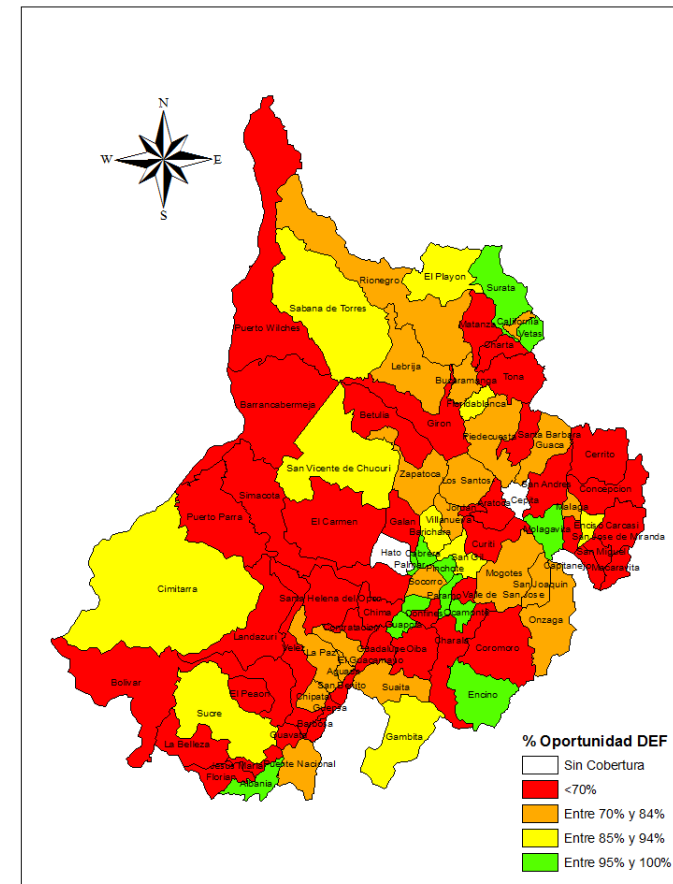 N
W
E
S
El Playon
Surata
Rionegro
Sabana de Torres
California
Vetas
Puerto Wilches
Matanza
Charta
Lebrija
Tona
Bucaramanga
Barrancabermeja
Floridablanca
Betulia
Giron
Piedecuesta
Santa Barbara
Guaca
Cerrito
San Vicente de Chucuri
Zapatoca
Los Santos
San Andres
Concepcion
Simacota
Cepita
Aratoca
Jordan
Malaga
Puerto Parra
El Carmen
Galan
Villanueva
Barichara
Molagavita
Enciso
Carcasi
San Jose de Miranda
Curiti
Hato
Cabrera
San Gil
San Miguel
Palmar
Pinchote
Capitanejo
Macaravita
Mogotes
San Joaquin
Cimitarra
Socorro
Santa Helena del Opon
Paramo
Valle de San Jose
Chima
Confines
Ocamonte
Onzaga
Guapota
Contratacion
Landazuri
Charala
Coromoro
Velez
La Paz
Guadalupe
Oiba
El Guacamayo
Aguada
Bolivar
San Benito
Suaita
El Peñon
Chipata
Encino
Guepsa
Sucre
Barbosa
Guavata
Gambita
La Belleza
Jesus Maria
Puente Nacional
Florian
Albania
% Oportunidad DEF
Sin Cobertura
<70%
Entre 70% y 84%
Entre 85% y 94%
Entre 95% y 100%